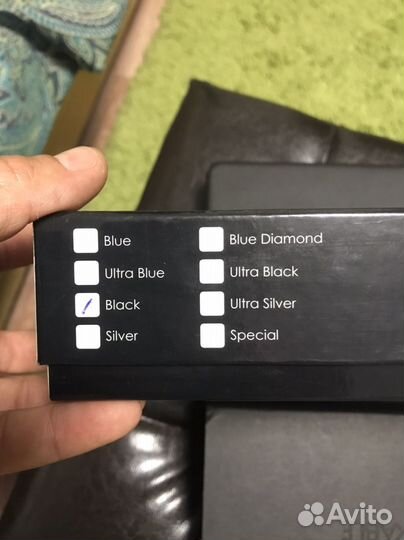 Blue
Blue Diamond
Ultra Blue
Ultra Black
Black
Ultra Silver
Silver
Special
Avito